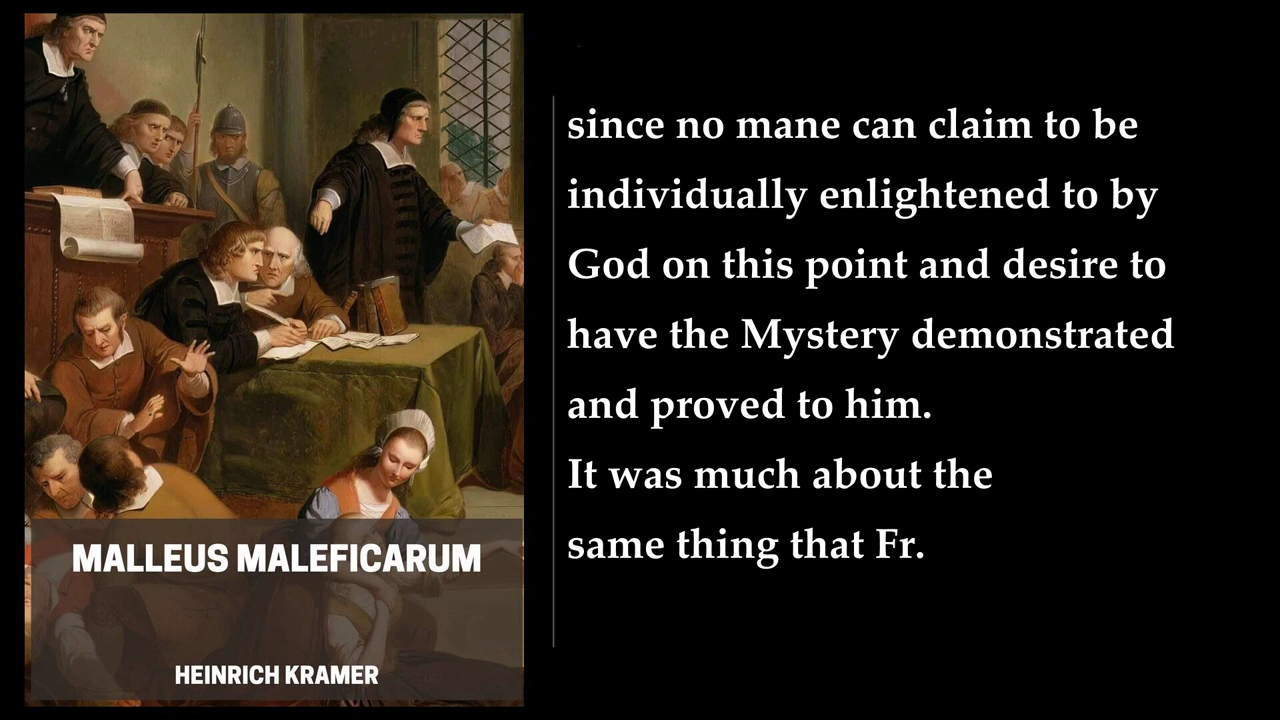 MALLEUS MALEFICARUM
HEINRICH KRAMER
since no mane can claim to be
individually enlightened to by
God on this point and desire to
have the Mystery demonstrated
and proved to him.
It was much about the
same thing that Fr.